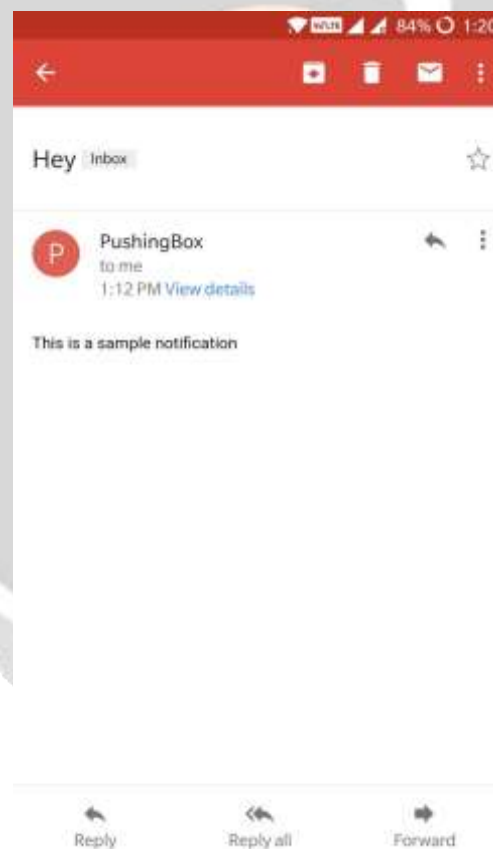 84% 1:20
Hey Inbox
P
PushingBox
to me
1:12 PM View details
This is a sample notification
Reply Reply all Forward